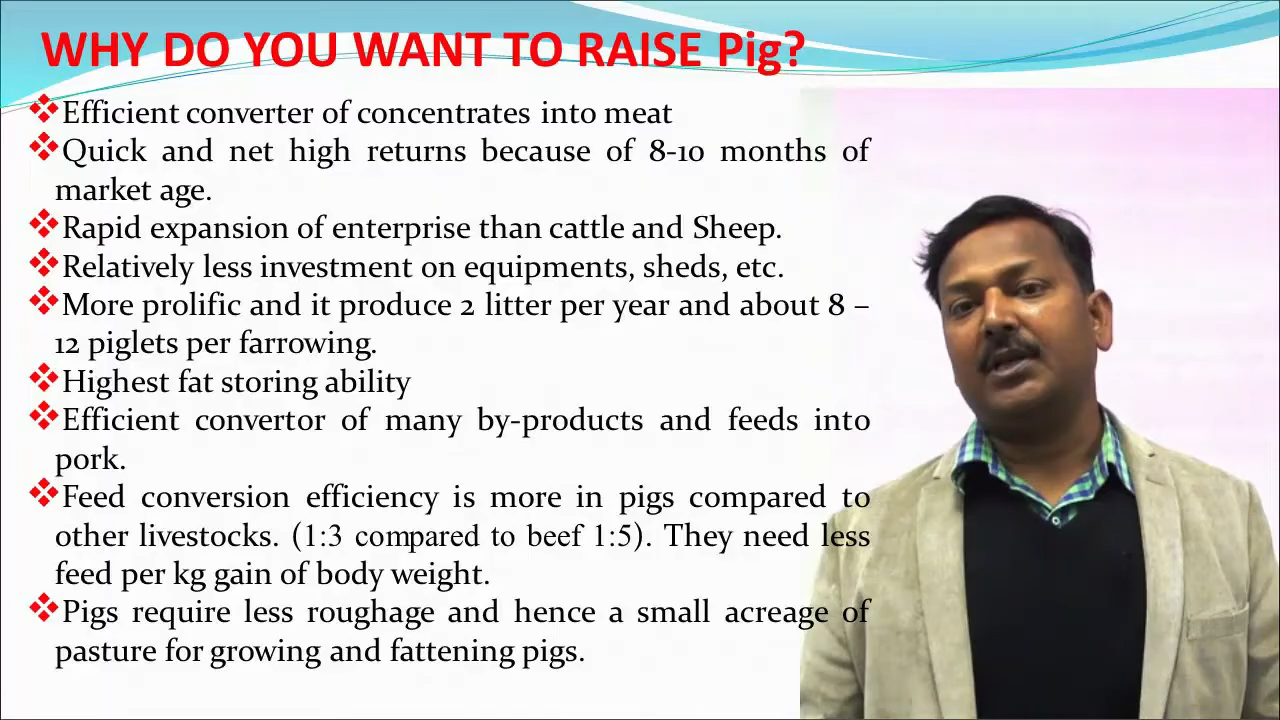 WHY DO YOU WANT TO RAISE Pig?
Efficient converter of concentrates into meat
Quick and net high returns because of 8-10 months of
market age.
Rapid expansion of enterprise than cattle and Sheep.
Relatively less investment on equipments, sheds, etc.
More prolific and it produce 2 litter per year and about 8 –
12 piglets per farrowing.
Highest fat storing ability
Efficient convertor of many by-products and feeds into
pork.
Feed conversion efficiency is more in pigs compared to
other livestocks. (1:3 compared to beef 1:5). They need less
feed per kg gain of body weight.
Pigs require less roughage and hence a small acreage of
pasture for growing and fattening pigs.